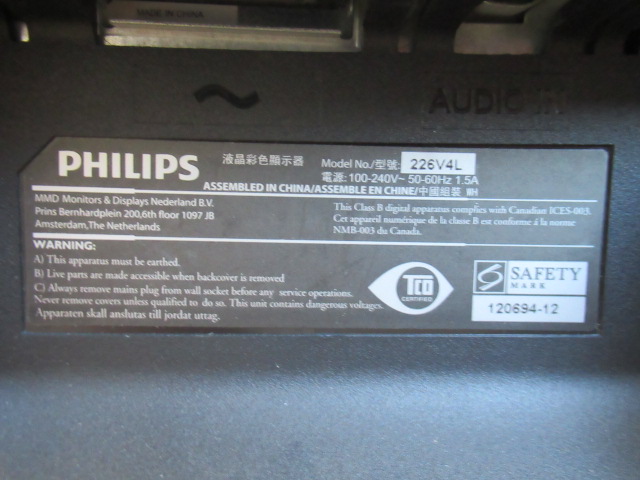 MADE IN CHINA
AUDIO IN
PHILIPS
液晶彩色顯示器
Model No./型號: 226V4L
電源: 100-240V~ 50-60Hz 1.5A
ASSEMBLED IN CHINA/ASSEMBLE EN CHINE/中國組裝 WH
MMD Monitors & Displays Nederland B.V.
Prins Bernhardplein 200,6th floor 1097 JB
Amsterdam,The Netherlands
This Class B digital apparatus complies with Canadian ICES-003.
Cet appareil numérique de la classe B est conforme á la norme
NMB-003 du Canada.
WARNING:
A) This apparatus must be earthed.
B) Live parts are made accessible when backcover is removed
C) Always remove mains plug from wall socket before any service operations.
Never remove covers unless qualified to do so. This unit contains dangerous voltages.
Apparaten skall anslutas till jordat uttag.
TCO
CERTIFIED
S SAFETY
MARK
120694-12